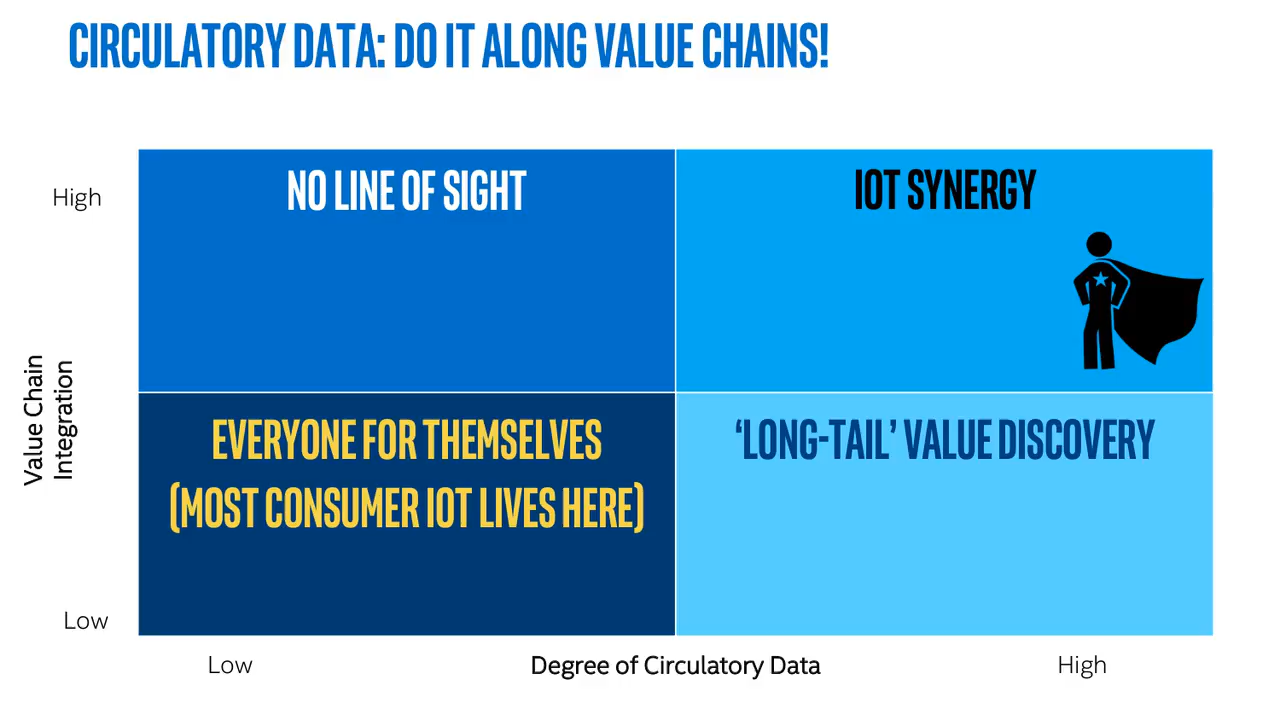 CIRCULATORY DATA: DO IT ALONG VALUE CHAINS!
High
NO LINE OF SIGHT
IOT SYNERGY
Value Chain
Integration
EVERYONE FOR THEMSELVES
(MOST CONSUMER IOT LIVES HERE)
‘LONG-TAIL’ VALUE DISCOVERY
Low
Low
Degree of Circulatory Data
High